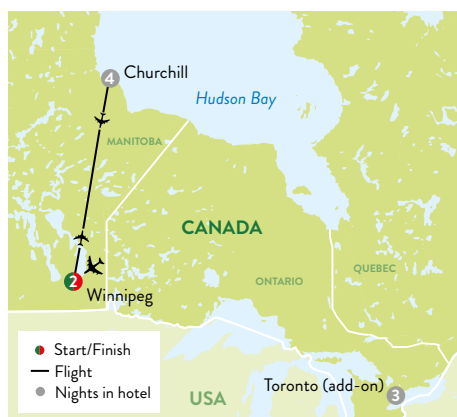 4
Churchill
Hudson Bay
MANITOBA
CANADA
QUEBEC
ONTARIO
2
Winnipeg
Start/Finish
Flight
Nights in hotel
USA
Toronto (add-on)
3